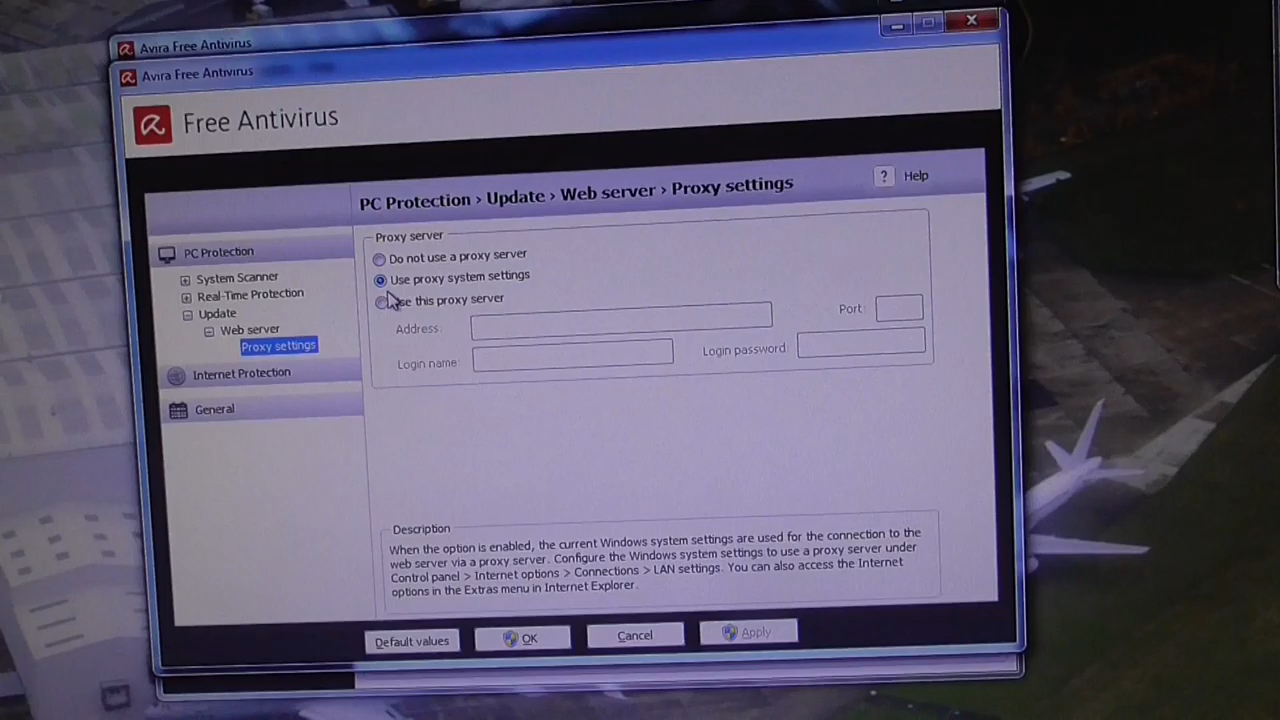 Avira Free Antivirus
Avira Free Antivirus
Free Antivirus
PC Protection › Update › Web server › Proxy settings
? Help
PC Protection
System Scanner
Real-Time Protection
Update
Web server
Proxy settings
Internet Protection
General
Proxy server
Do not use a proxy server
Use proxy system settings
Use this proxy server
Address:
Port:
Login name:
Login password:
Description
When the option is enabled, the current Windows system settings are used for the connection to the
web server via a proxy server. Configure the Windows system settings to use a proxy server under
Control panel > Internet options > Connections > LAN settings. You can also access the Internet
options in the Extras menu in Internet Explorer.
Default values
OK
Cancel
Apply